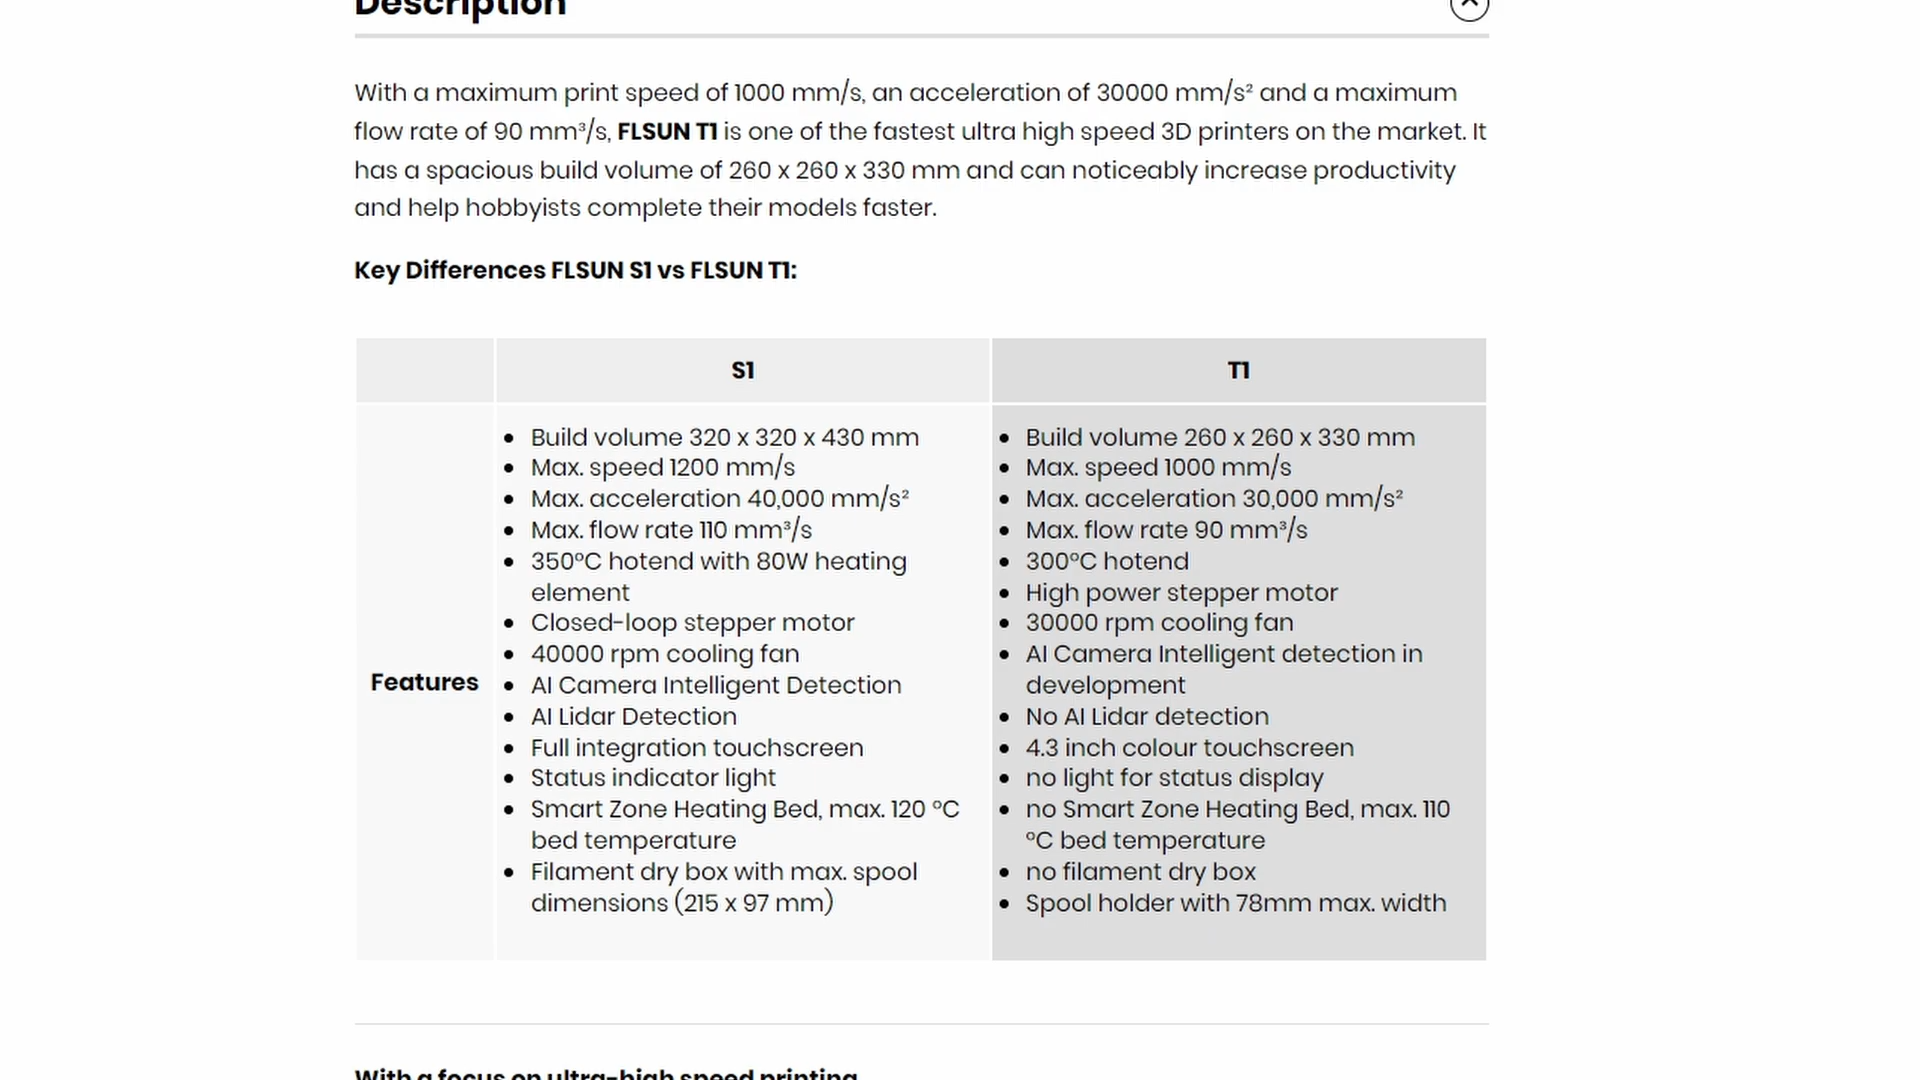 Description
With a maximum print speed of 1000 mm/s, an acceleration of 30000 mm/s² and a maximum
flow rate of 90 mm³/s, FLSUN T1 is one of the fastest ultra high speed 3D printers on the market. It
has a spacious build volume of 260 x 260 x 330 mm and can noticeably increase productivity
and help hobbyists complete their models faster.
Key Differences FLSUN S1 vs FLSUN T1:
S1
T1
Features
Build volume 320 x 320 x 430 mm
Max. speed 1200 mm/s
Max. acceleration 40,000 mm/s²
Max. flow rate 110 mm³/s
350°C hotend with 80W heating
element
Closed-loop stepper motor
40000 rpm cooling fan
AI Camera Intelligent Detection
AI Lidar Detection
Full integration touchscreen
Status indicator light
Smart Zone Heating Bed, max. 120 °C
bed temperature
Filament dry box with max. spool
dimensions (215 x 97 mm)
Build volume 260 x 260 x 330 mm
Max. speed 1000 mm/s
Max. acceleration 30,000 mm/s²
Max. flow rate 90 mm³/s
300°C hotend
High power stepper motor
30000 rpm cooling fan
AI Camera Intelligent detection in
development
No AI Lidar detection
4.3 inch colour touchscreen
no light for status display
no Smart Zone Heating Bed, max. 110
°C bed temperature
no filament dry box
Spool holder with 78mm max. width
With a focus on ultra-high speed printing